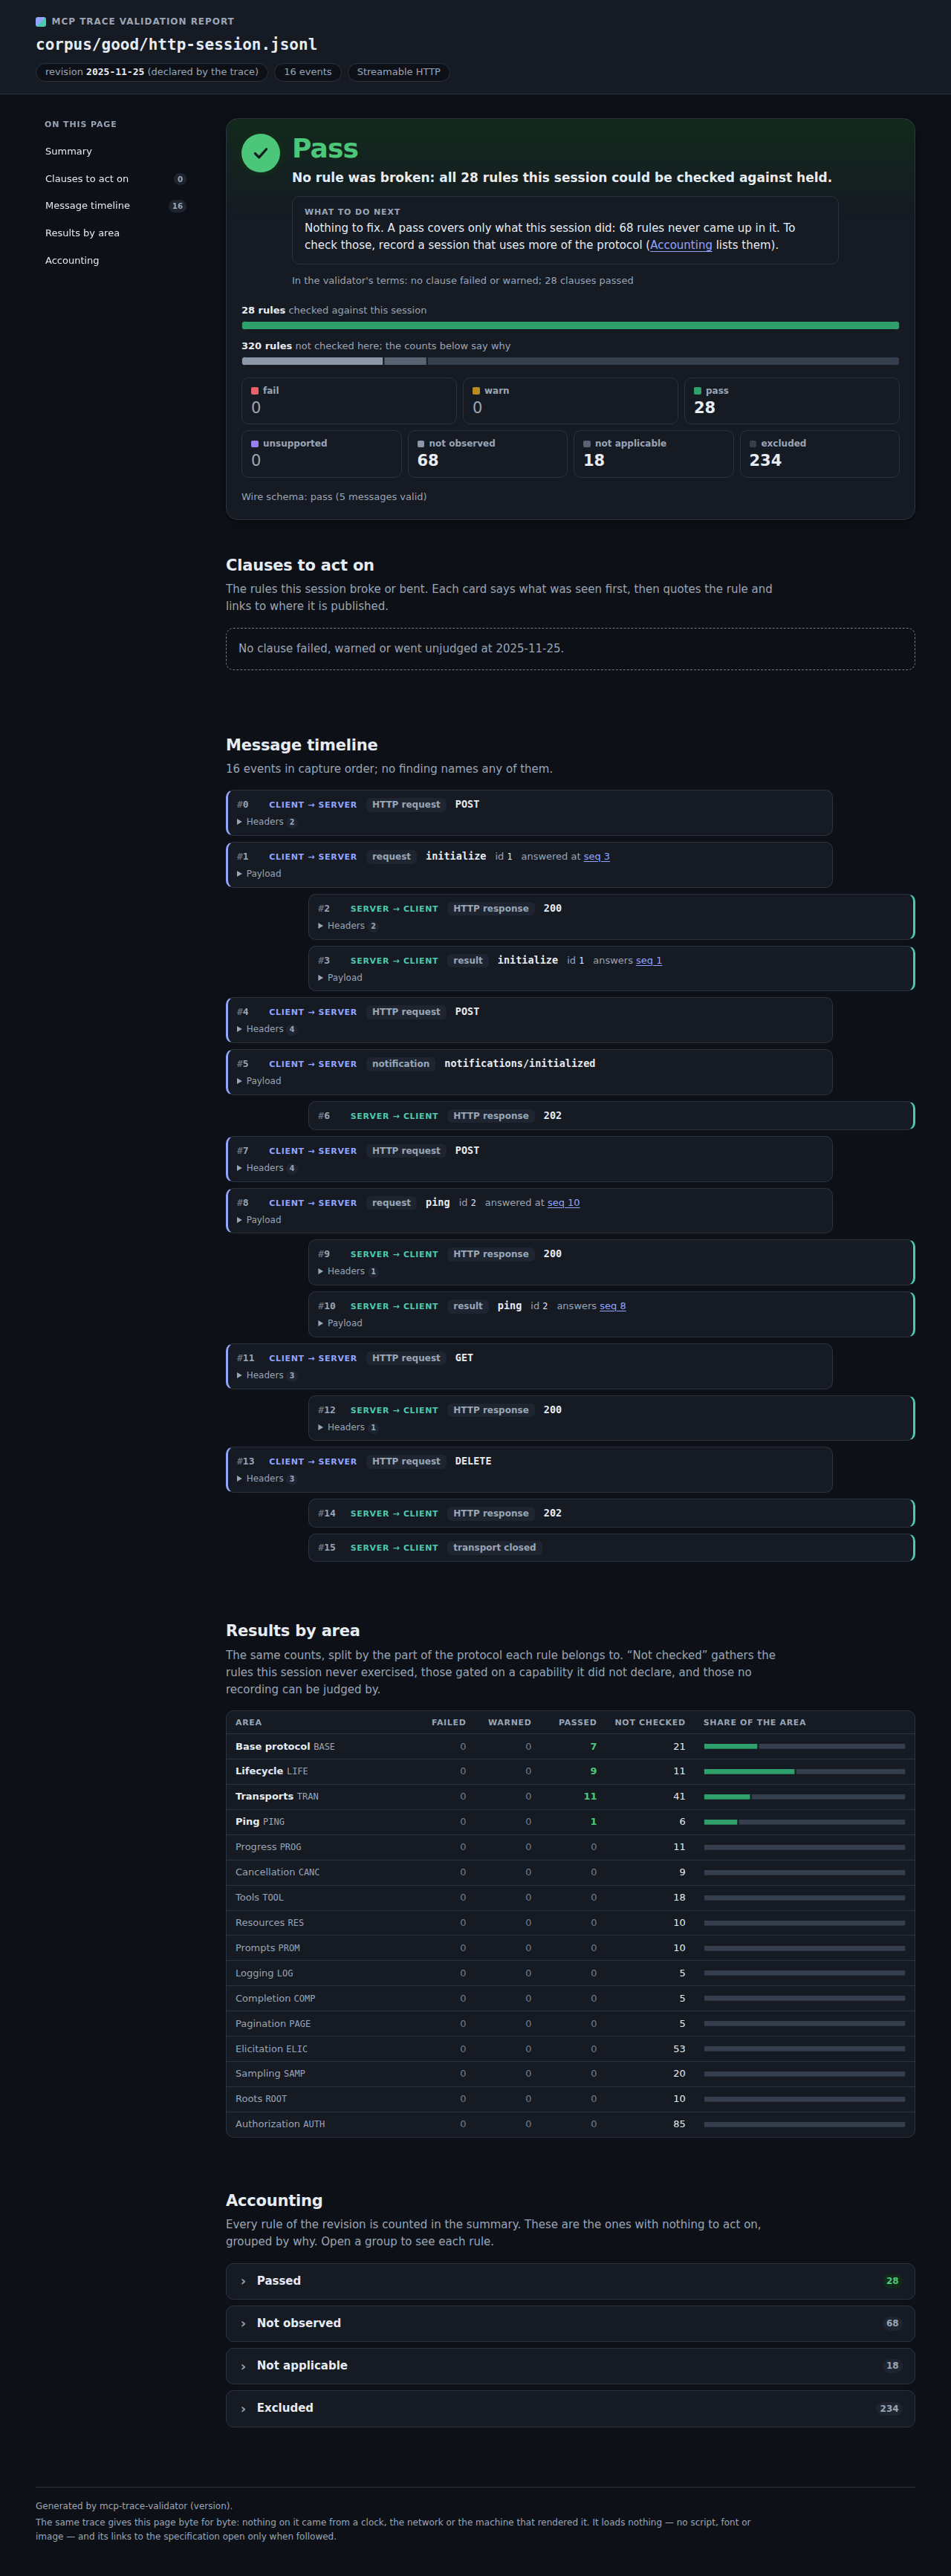 MCP TRACE VALIDATION REPORT
corpus/good/http-session.jsonl
revision 2025-11-25 (declared by the trace) 16 events Streamable HTTP
ON THIS PAGE
Summary
Clauses to act on 0
Message timeline 16
Results by area
Accounting
Pass
No rule was broken: all 28 rules this session could be checked against held.
WHAT TO DO NEXT
Nothing to fix. A pass covers only what this session did: 68 rules never came up in it. To
check those, record a session that uses more of the protocol (Accounting lists them).
In the validator's terms: no clause failed or warned; 28 clauses passed
28 rules checked against this session
320 rules not checked here; the counts below say why
fail
0
warn
0
pass
28
unsupported
0
not observed
68
not applicable
18
excluded
234
Wire schema: pass (5 messages valid)
Clauses to act on
The rules this session broke or bent. Each card says what was seen first, then quotes the rule and
links to where it is published.
No clause failed, warned or went unjudged at 2025-11-25.
Message timeline
16 events in capture order; no finding names any of them.
#0 CLIENT → SERVER HTTP request POST
Headers 2
#1 CLIENT → SERVER request initialize id 1 answered at seq 3
Payload
#2 SERVER → CLIENT HTTP response 200
Headers 2
#3 SERVER → CLIENT result initialize id 1 answers seq 1
Payload
#4 CLIENT → SERVER HTTP request POST
Headers 4
#5 CLIENT → SERVER notification notifications/initialized
Payload
#6 SERVER → CLIENT HTTP response 202
#7 CLIENT → SERVER HTTP request POST
Headers 4
#8 CLIENT → SERVER request ping id 2 answered at seq 10
Payload
#9 SERVER → CLIENT HTTP response 200
Headers 1
#10 SERVER → CLIENT result ping id 2 answers seq 8
Payload
#11 CLIENT → SERVER HTTP request GET
Headers 3
#12 SERVER → CLIENT HTTP response 200
Headers 1
#13 CLIENT → SERVER HTTP request DELETE
Headers 3
#14 SERVER → CLIENT HTTP response 202
#15 SERVER → CLIENT transport closed
Results by area
The same counts, split by the part of the protocol each rule belongs to. “Not checked” gathers the
rules this session never exercised, those gated on a capability it did not declare, and those no
recording can be judged by.
AREA FAILED WARNED PASSED NOT CHECKED SHARE OF THE AREA
Base protocol BASE 0 0 7 21
Lifecycle LIFE 0 0 9 11
Transports TRAN 0 0 11 41
Ping PING 0 0 1 6
Progress PROG 0 0 0 11
Cancellation CANC 0 0 0 9
Tools TOOL 0 0 0 18
Resources RES 0 0 0 10
Prompts PROM 0 0 0 10
Logging LOG 0 0 0 5
Completion COMP 0 0 0 5
Pagination PAGE 0 0 0 5
Elicitation ELIC 0 0 0 53
Sampling SAMP 0 0 0 20
Roots ROOT 0 0 0 10
Authorization AUTH 0 0 0 85
Accounting
Every rule of the revision is counted in the summary. These are the ones with nothing to act on,
grouped by why. Open a group to see each rule.
Passed 28
Not observed 68
Not applicable 18
Excluded 234
Generated by mcp-trace-validator (version).
The same trace gives this page byte for byte: nothing on it came from a clock, the network or the machine that rendered it. It loads nothing — no script, font or
image — and its links to the specification open only when followed.